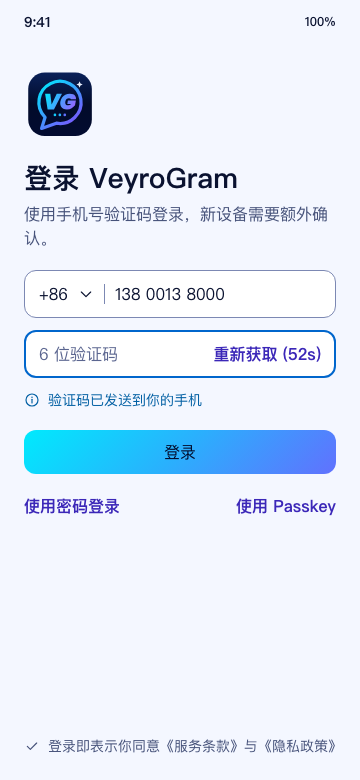 9:41
100%
VG
登录 VeyroGram
使用手机号验证码登录，新设备需要额外确
认。
+86
138 0013 8000
6 位验证码
重新获取 (52s)
验证码已发送到你的手机
登录
使用密码登录
使用 Passkey
登录即表示你同意《服务条款》与《隐私政策》